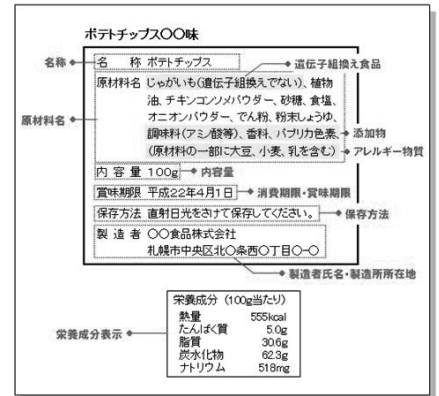 ポテトチップス〇〇味
名称
名 称 ポテトチップス
遺伝子組換え食品
原材料名
原材料名 じゃがいも(遺伝子組換えでない)、植物
油、チキンコンソメパウダー、砂糖、食塩、
オニオンパウダー、でん粉、粉末しょうゆ、
調味料(アミノ酸等)、香料、パプリカ色素、
添加物
(原材料の一部に大豆、小麦、乳を含む)
アレルギー物質
内 容 量 100g
内容量
賞味期限 平成22年4月1日
消費期限・賞味期限
保存方法 直射日光をさけて保存してください。
保存方法
製 造 者 〇〇食品株式会社
札幌市中央区北〇条西〇丁目〇-〇
製造者氏名・製造所所在地
栄養成分表示
栄養成分 (100g当たり)
熱量 555kcal
たんぱく質 5.0g
脂質 30.6g
炭水化物 62.3g
ナトリウム 518mg